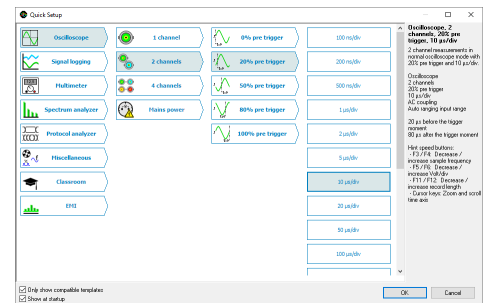 Quick Setup
Oscilloscope
Signal logging
Multimeter
Spectrum analyzer
Protocol analyzer
Miscellaneous
Classroom
EMI
1 channel
2 channels
4 channels
Mains power
0% pre trigger
20% pre trigger
50% pre trigger
80% pre trigger
100% pre trigger
100 ns/div
200 ns/div
500 ns/div
1 µs/div
2 µs/div
5 µs/div
10 µs/div
20 µs/div
50 µs/div
100 µs/div
Oscilloscope, 2
channels, 20% pre
trigger, 10 µs/div
2 channel measurements in
normal oscilloscope mode with
20% pre trigger and 10 µs/div.
Oscilloscope
2 channels
20% pre trigger
10 µs/div
AC coupling
Auto ranging input range
20 µs before the trigger
moment
80 µs after the trigger moment
Hint speed buttons:
- F3 / F4: Decrease /
increase sample frequency
- F5 / F6: Decrease /
increase Volt/div
- F11 / F12: Decrease /
increase record length
- Cursor keys: Zoom and scroll
time axis
Only show compatible templates
Show at startup
OK
Cancel